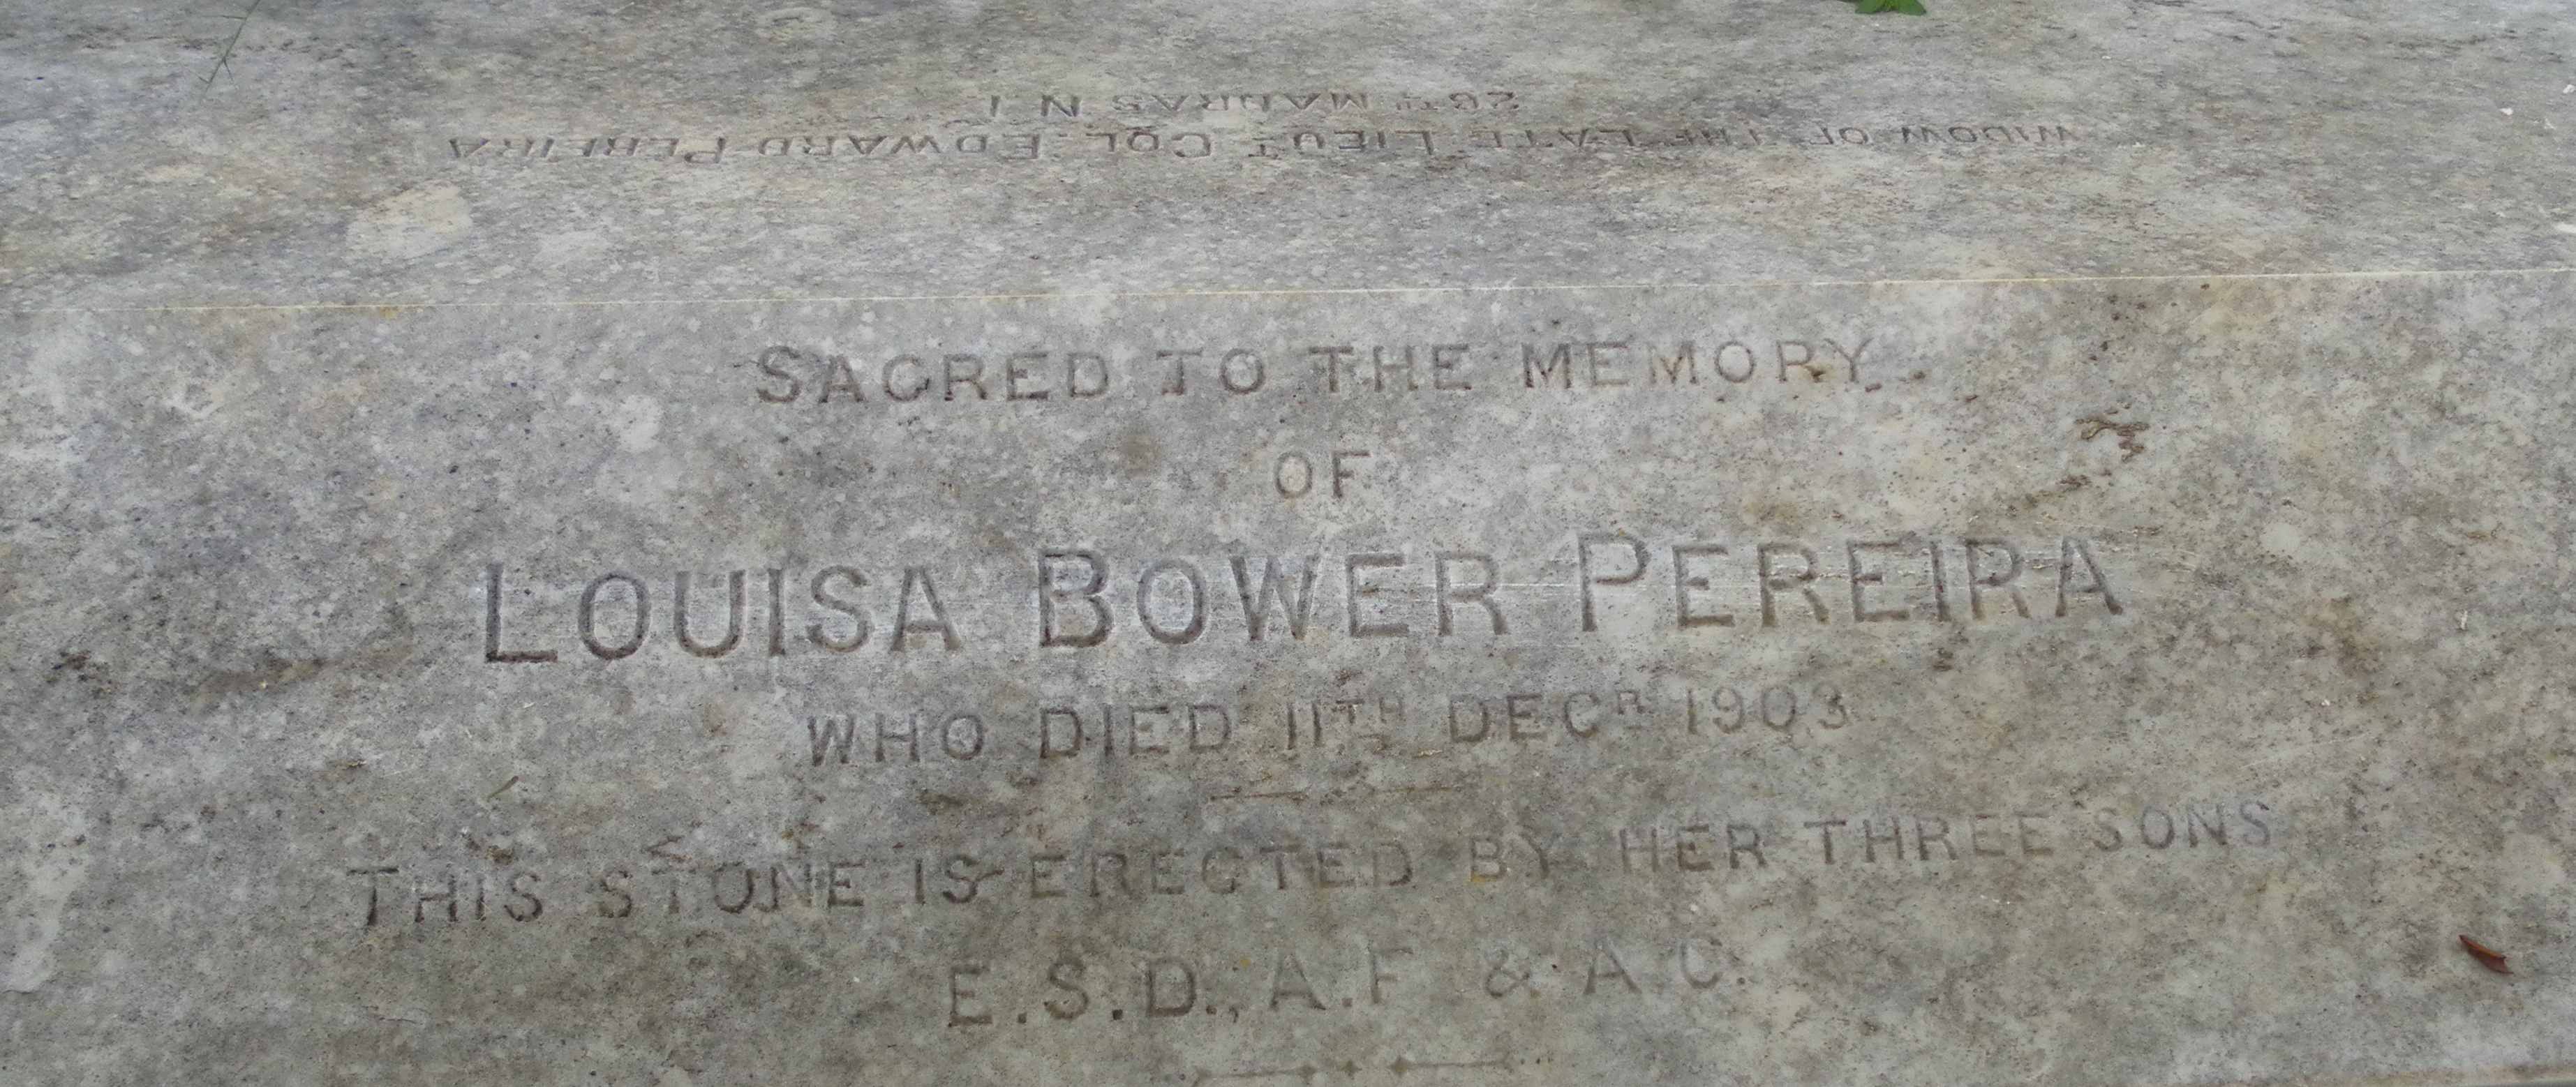 SACRED TO THE MEMORY
OF
LOUISA BOWER PEREIRA
WHO DIED 11TH DECR 1903
THIS STONE IS ERECTED BY HER THREE SONS
E.S.D., A.F & A.C.
WIDOW OF THE LATE LIEUT COL. EDWARD PEREIRA
26TH MADRAS N I